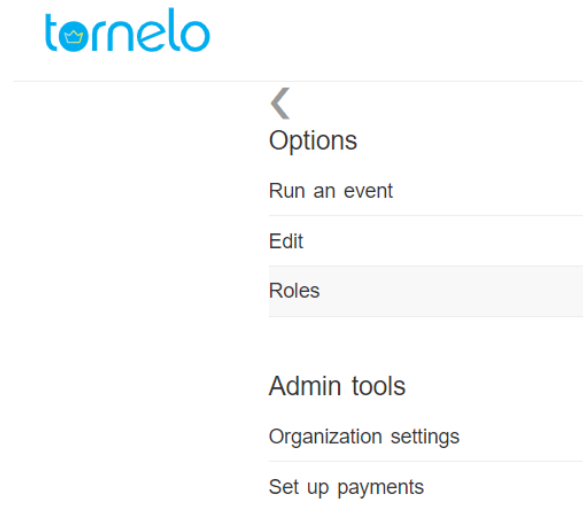 tornelo
Options
Run an event
Edit
Roles
Admin tools
Organization settings
Set up payments